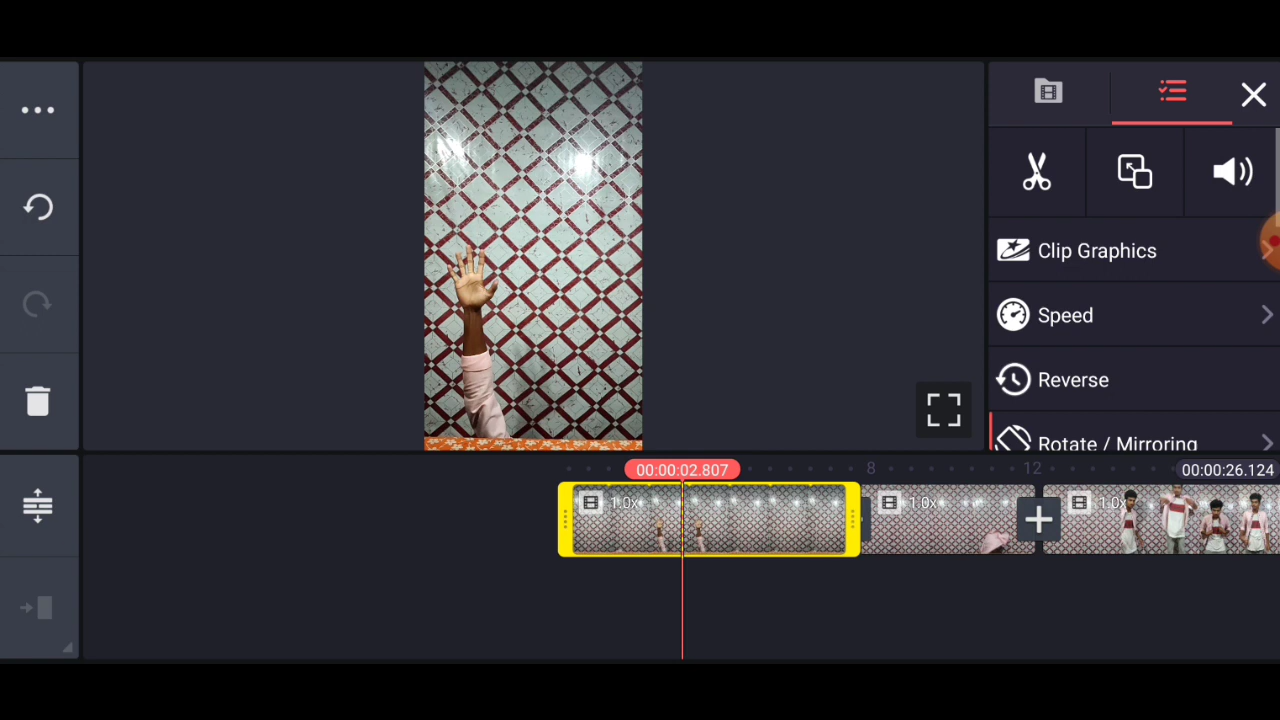 Clip Graphics
Speed
Reverse
Rotate / Mirroring
00:00:02.807
8
12
00:00:26.124
1.0x
1.0x
1.0x